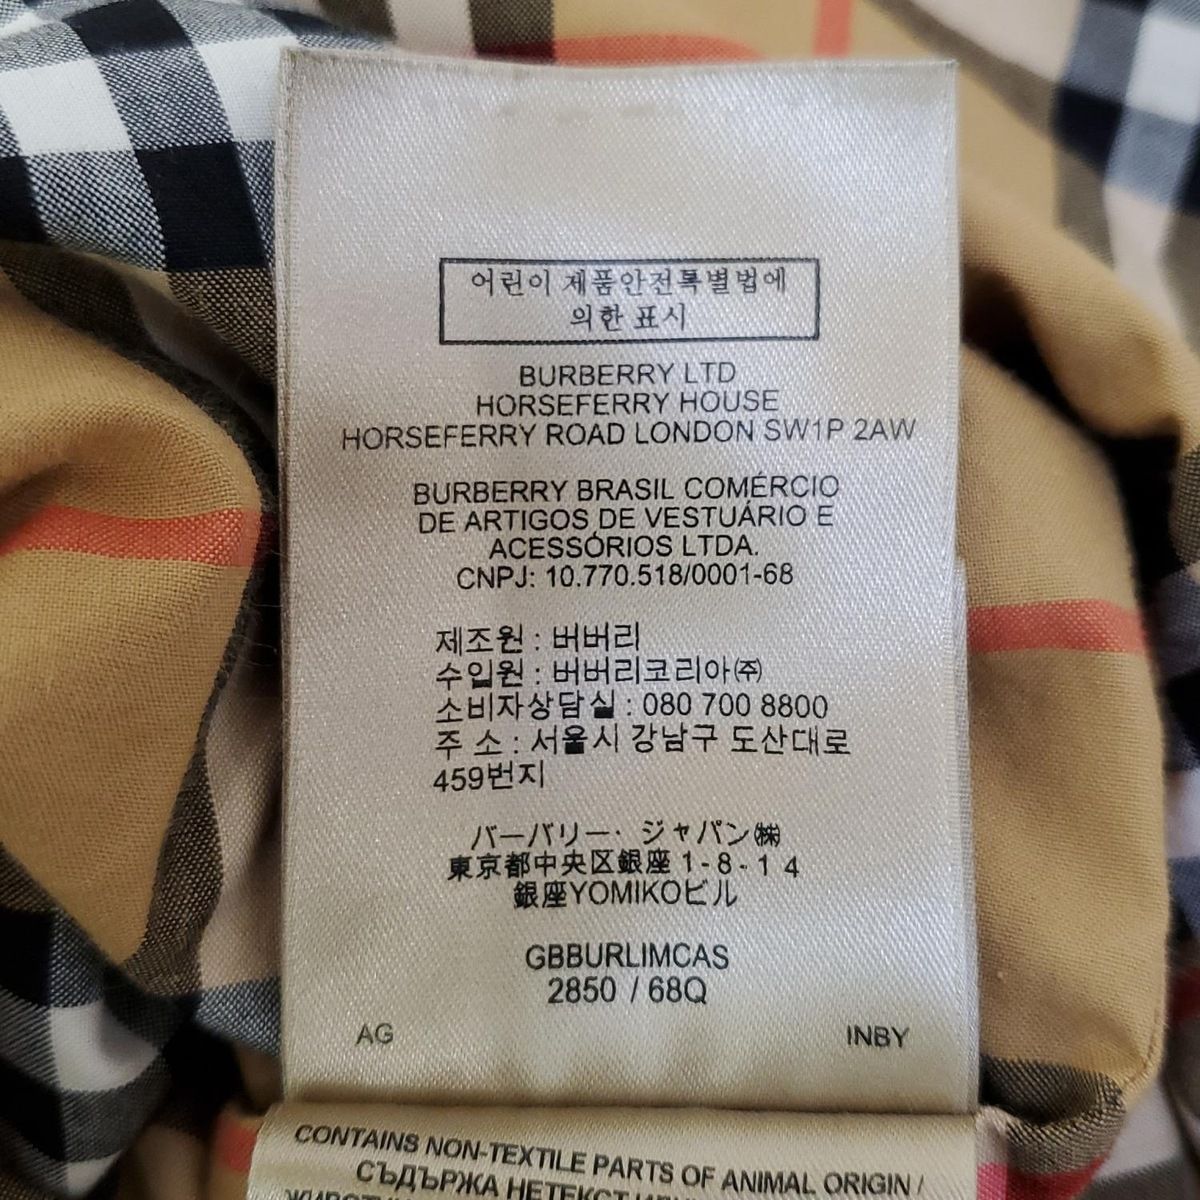 어린이 제품안전특별법에
의한 표시
BURBERRY LTD
HORSEFERRY HOUSE
HORSEFERRY ROAD LONDON SW1P 2AW
BURBERRY BRASIL COMÉRCIO
DE ARTIGOS DE VESTUÁRIO E
ACESSÓRIOS LTDA.
CNPJ: 10.770.518/0001-68
제조원 : 버버리
수입원 : 버버리코리아㈜
소비자상담실 : 080 700 8800
주 소 : 서울시 강남구 도산대로
459번지
バーバリー・ジャパン㈱
東京都中央区銀座 1 - 8 - 1 4
銀座YOMIKOビル
GBBURLIMCAS
2850 / 68Q
AG INBY
CONTAINS NON-TEXTILE PARTS OF ANIMAL ORIGIN /
СЪДЪРЖА НЕТЕКСТ